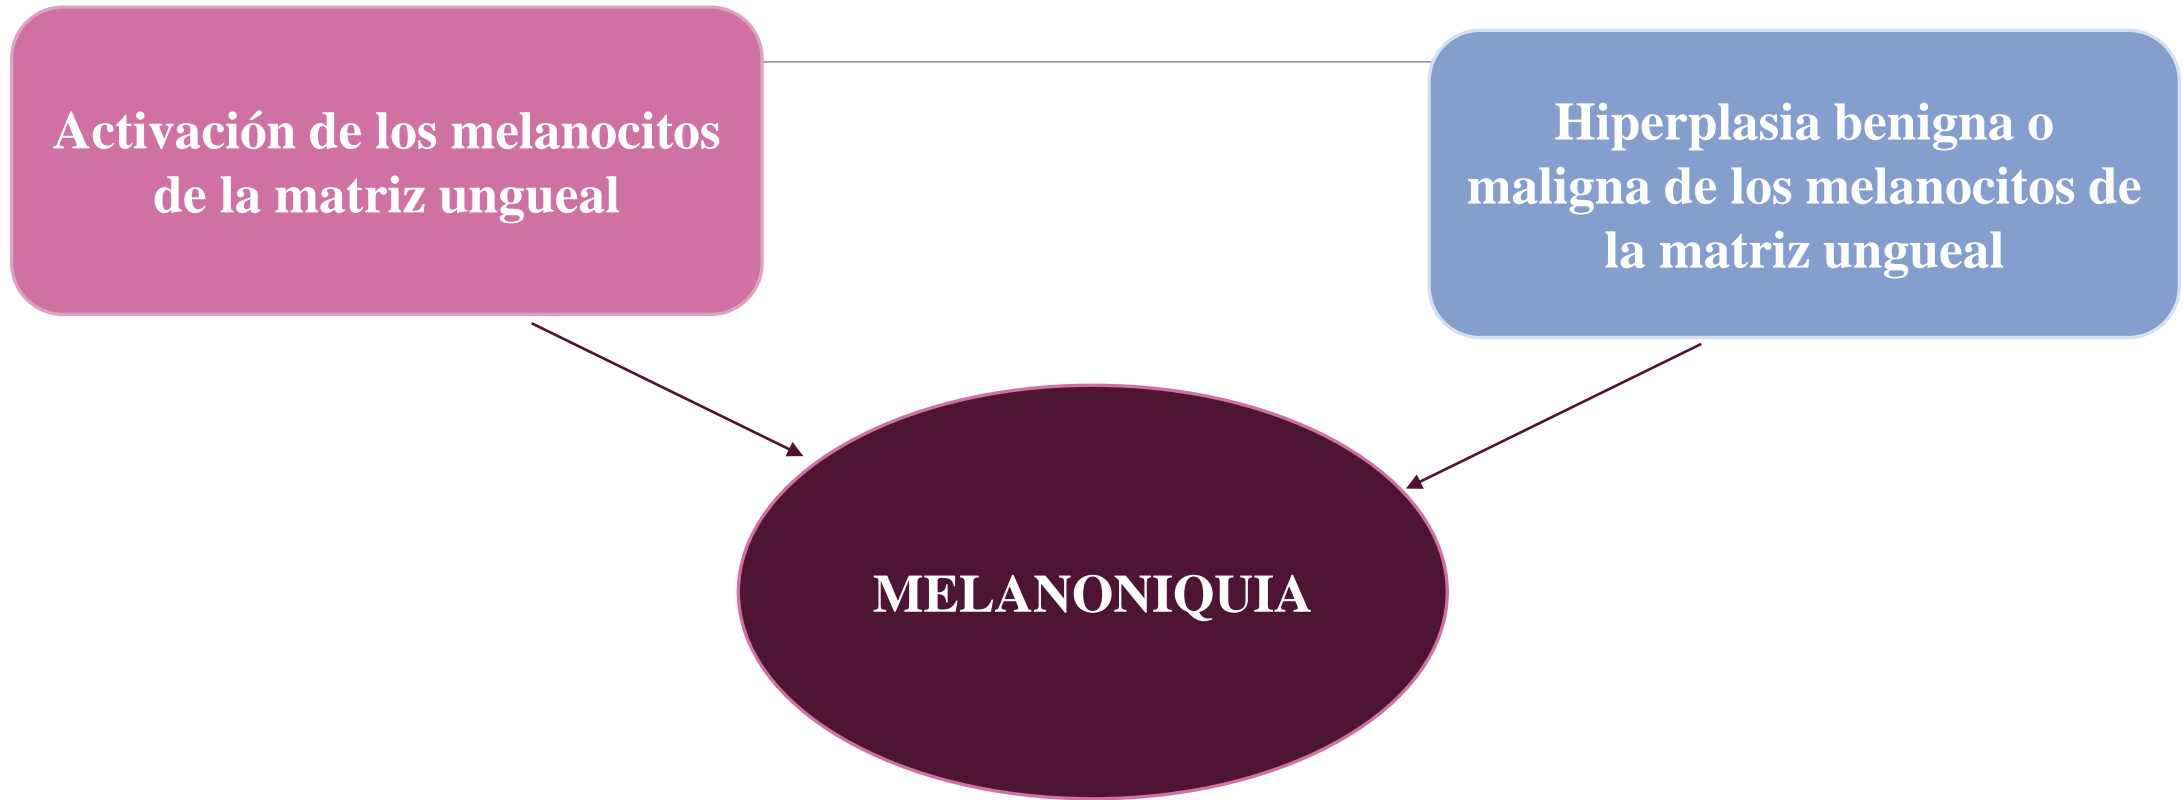 Activación de los melanocitos
de la matriz ungueal
Hiperplasia benigna o
maligna de los melanocitos de
la matriz ungueal
MELANONIQUIA